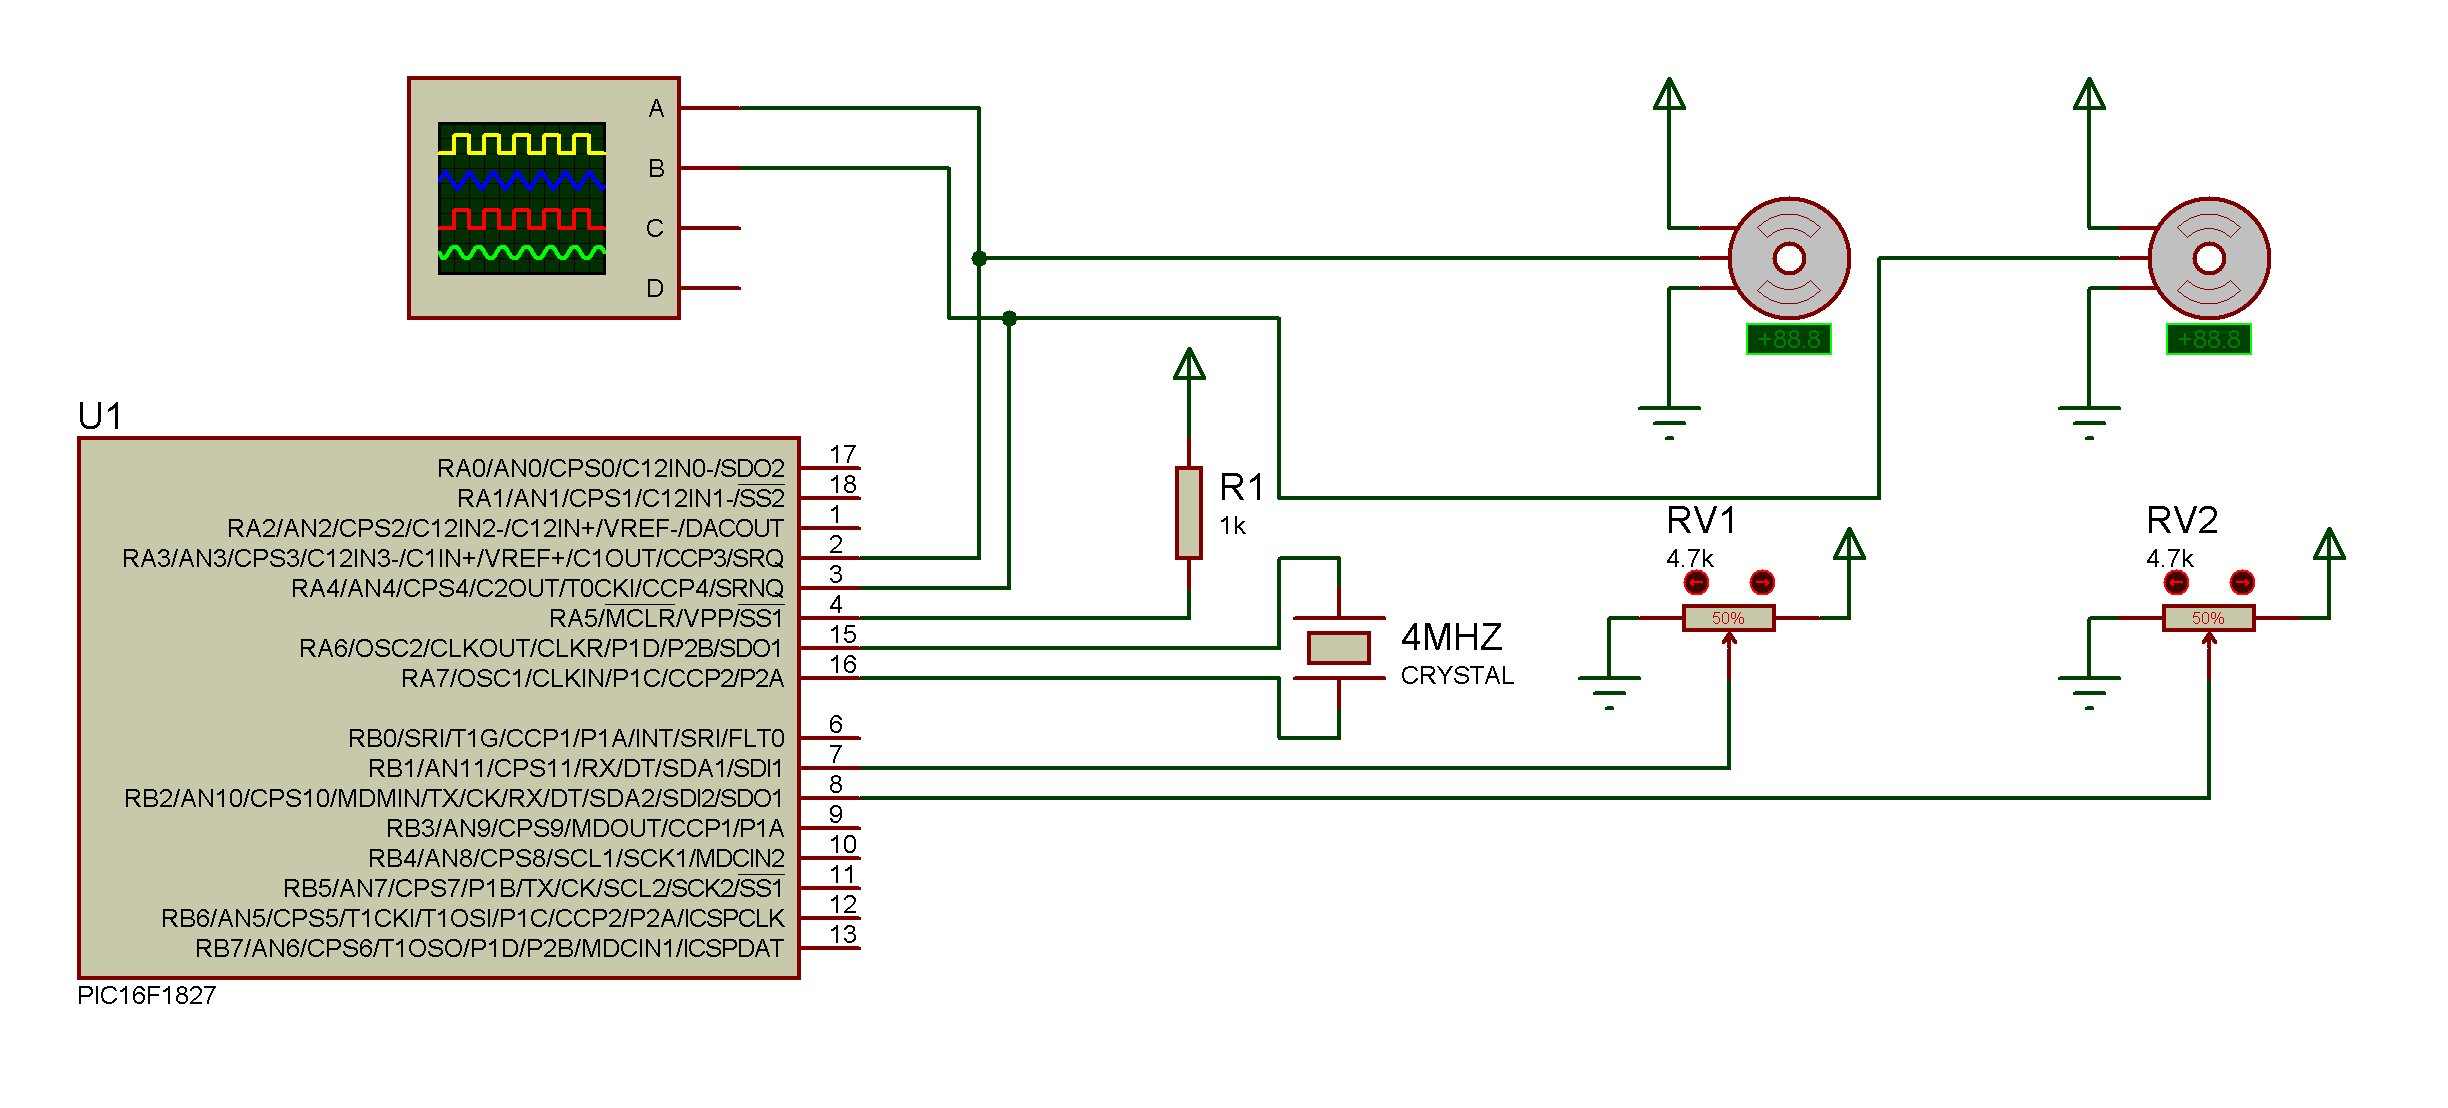 A
B
C
D
+88.8
+88.8
U1
RA0/AN0/CPS0/C12IN0-/SDO2 17
RA1/AN1/CPS1/C12IN1-/SS2 18
RA2/AN2/CPS2/C12IN2-/C12IN+/VREF-/DACOUT 1
RA3/AN3/CPS3/C12IN3-/C1IN+/VREF+/C1OUT/CCP3/SRQ 2
RA4/AN4/CPS4/C2OUT/T0CKI/CCP4/SRNQ 3
RA5/MCLR/VPP/SS1 4
RA6/OSC2/CLKOUT/CLKR/P1D/P2B/SDO1 15
RA7/OSC1/CLKIN/P1C/CCP2/P2A 16
RB0/SRI/T1G/CCP1/P1A/INT/SRI/FLT0 6
RB1/AN11/CPS11/RX/DT/SDA1/SDI1 7
RB2/AN10/CPS10/MDMIN/TX/CK/RX/DT/SDA2/SDI2/SDO1 8
RB3/AN9/CPS9/MDOUT/CCP1/P1A 9
RB4/AN8/CPS8/SCL1/SCK1/MDCIN2 10
RB5/AN7/CPS7/P1B/TX/CK/SCL2/SCK2/SS1 11
RB6/AN5/CPS5/T1CKI/T1OSI/P1C/CCP2/P2A/ICSPCLK 12
RB7/AN6/CPS6/T1OSO/P1D/P2B/MDCIN1/ICSPDAT 13
PIC16F1827
R1
1k
4MHZ
CRYSTAL
RV1
4.7k
50%
RV2
4.7k
50%